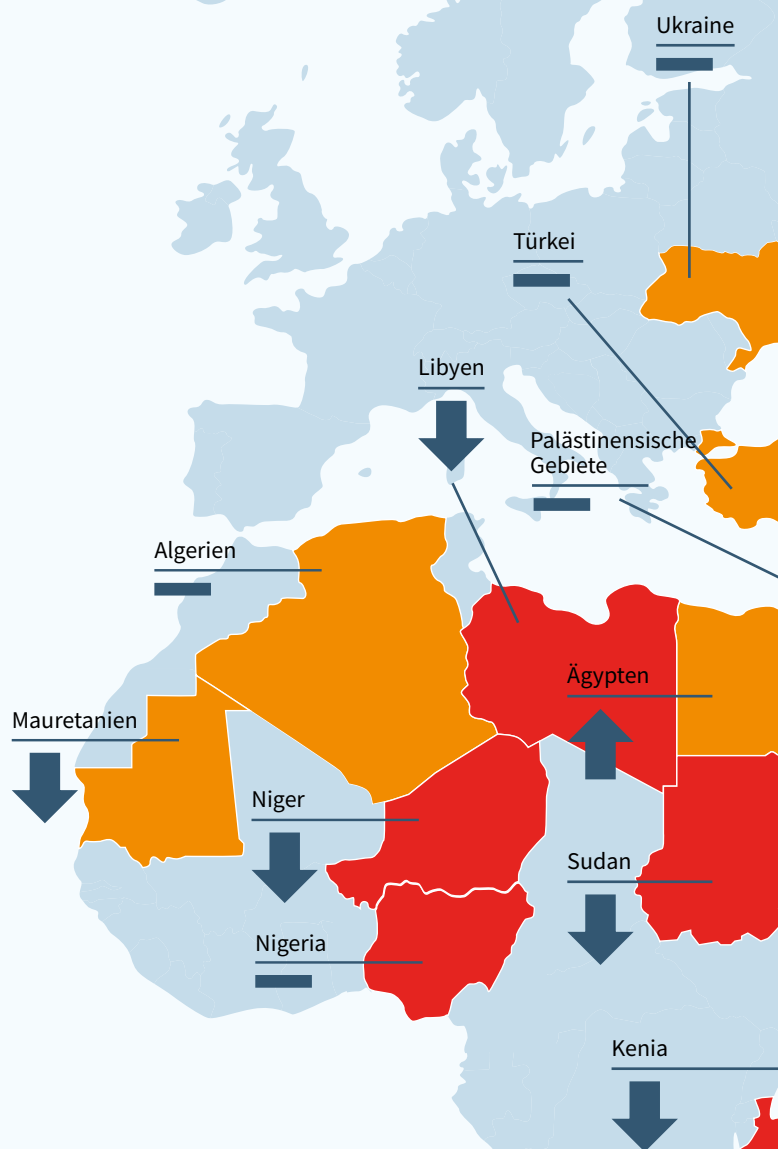 Ukraine
Türkei
Libyen
Palästinensische
Gebiete
Algerien
Ägypten
Mauretanien
Niger
Sudan
Nigeria
Kenia